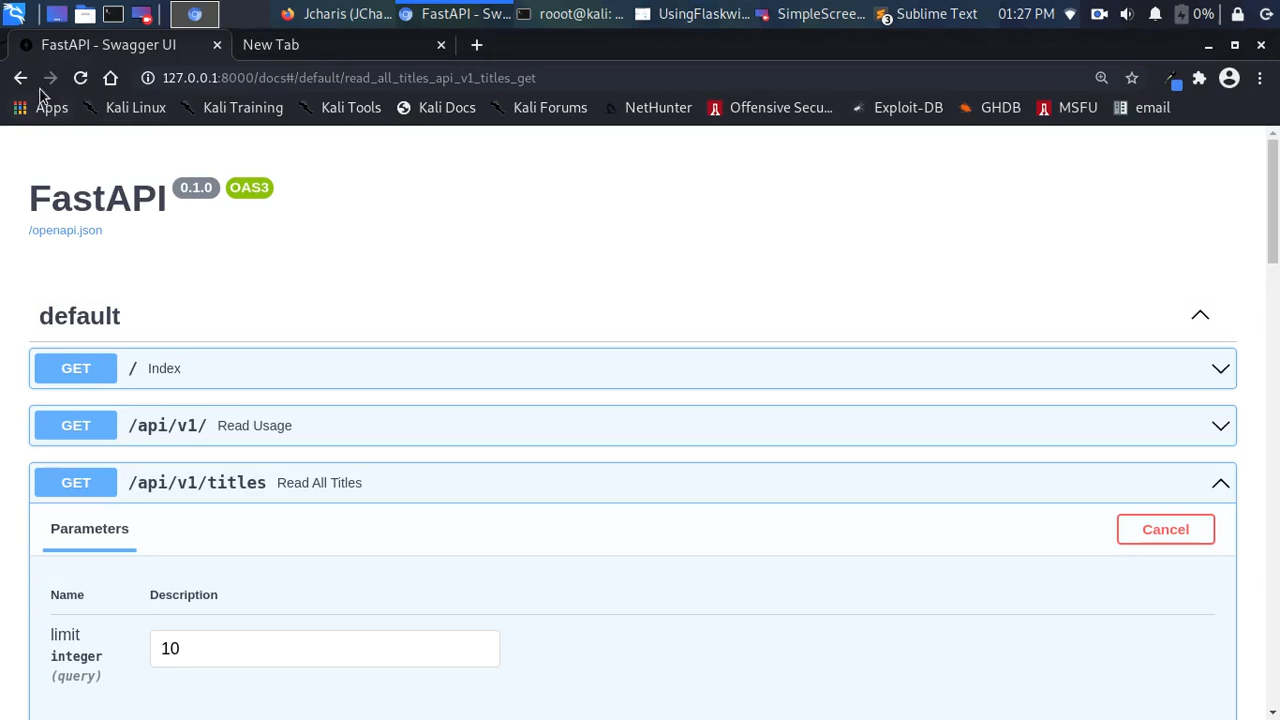 Jcharis (JCha...
FastAPI - Sw...
rooot@kali: ...
UsingFlaskwi...
SimpleScree...
3
Sublime Text
01:27 PM
0%
FastAPI - Swagger UI
New Tab
127.0.0.1:8000/docs#/default/read_all_titles_api_v1_titles_get
Apps
Kali Linux
Kali Training
Kali Tools
Kali Docs
Kali Forums
NetHunter
Offensive Secu...
Exploit-DB
GHDB
MSFU
email
FastAPI 0.1.0 OAS3
/openapi.json
default
GET / Index
GET /api/v1/ Read Usage
GET /api/v1/titles Read All Titles
Parameters
Cancel
Name Description
limit
10
integer
(query)